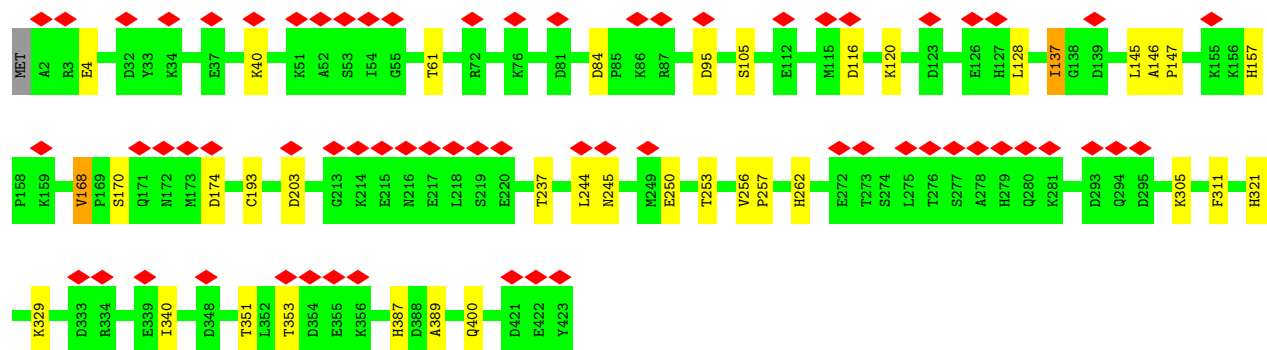 MET A2 R3 E4 D32 Y33 K34 E37 K40 K51 A52 S53 I54 G55 T61 R72 K76 D81 D84 P85 K86 R87 D95 S105 E112 M115 D116 K120 D123 E126 H127 L128 I137 G138 D139 L145 A146 P147 K155 K156 H157
P158 K159 V168 P169 S170 Q171 N172 M173 D174 C193 D203 G213 K214 E215 N216 E217 L218 S219 E220 T237 L244 N245 M249 E250 T253 V256 P257 H262 E272 T273 S274 L275 T276 S277 A278 H279 Q280 K281 D293 Q294 D295 K305 F311 H321
K329 D333 R334 E339 I340 D348 T351 L352 T353 D354 E355 K356 H387 D388 A389 Q400 D421 E422 Y423